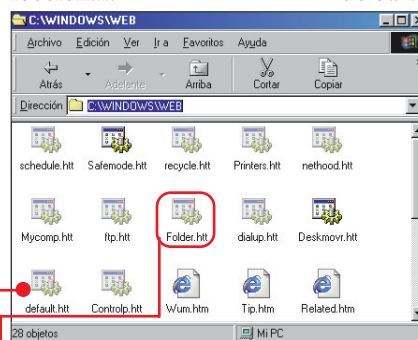 C:\WINDOWS\WEB
Archivo Edición Ver Ir a Favoritos Ayuda
Atrás Adelante Arriba Cortar Copiar
Dirección C:\WINDOWS\WEB
schedule.htt Safemode.htt recycle.htt Printers.htt nethood.htt
Mycomp.htt ftp.htt Folder.htt dialup.htt Deskmovr.htt
default.htt Controlp.htt Wum.htm Tip.htm Related.htm
28 objetos Mi PC